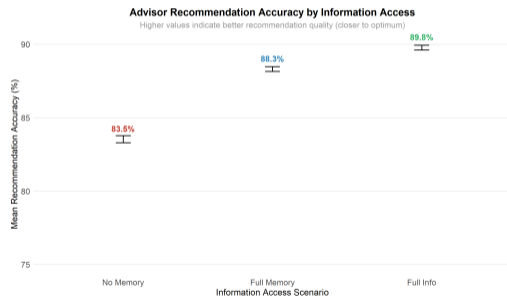 Advisor Recommendation Accuracy by Information Access
Higher values indicate better recommendation quality (closer to optimum)
Mean Recommendation Accuracy (%)
90
85
80
75
83.5%
88.3%
89.8%
No Memory
Full Memory
Full Info
Information Access Scenario